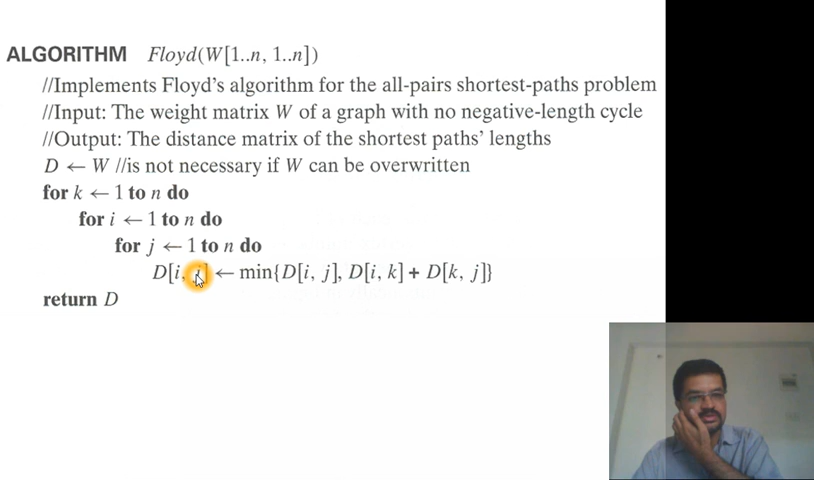 ALGORITHM Floyd(W[1..n, 1..n])
//Implements Floyd's algorithm for the all-pairs shortest-paths problem
//Input: The weight matrix W of a graph with no negative-length cycle
//Output: The distance matrix of the shortest paths' lengths
D ← W //is not necessary if W can be overwritten
for k ← 1 to n do
for i ← 1 to n do
for j ← 1 to n do
D[i, j] ← min{D[i, j], D[i, k] + D[k, j]}
return D